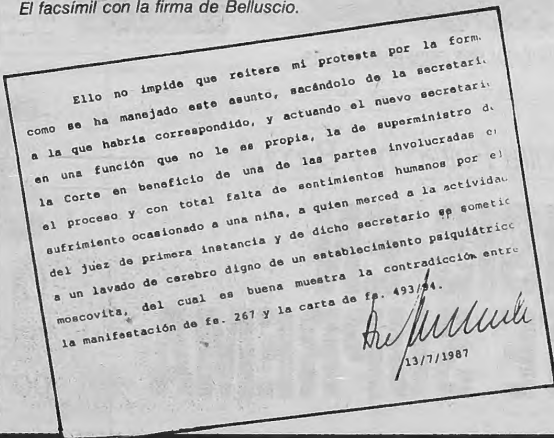 El facsímil con la firma de Belluscio.
Ello no impide que reitere mi protesta por la form
como se ha manejado este asunto, sacándolo de la secretarí
a la que habría correspondido, y actuando el nuevo secretari
en una función que no le es propia, la de superministro d
la Corte en beneficio de una de las partes involucradas e
el proceso y con total falta de sentimientos humanos por el
sufrimiento ocasionado a una niña, a quien merced a la activida
del juez de primera instancia y de dicho secretario se sometic
a un lavado de cerebro digno de un establecimiento psiquiátrico
moscovita, del cual es buena muestra la contradicción entre
la manifestación de fs. 267 y la carta de fs. 493/94.
13/7/1987